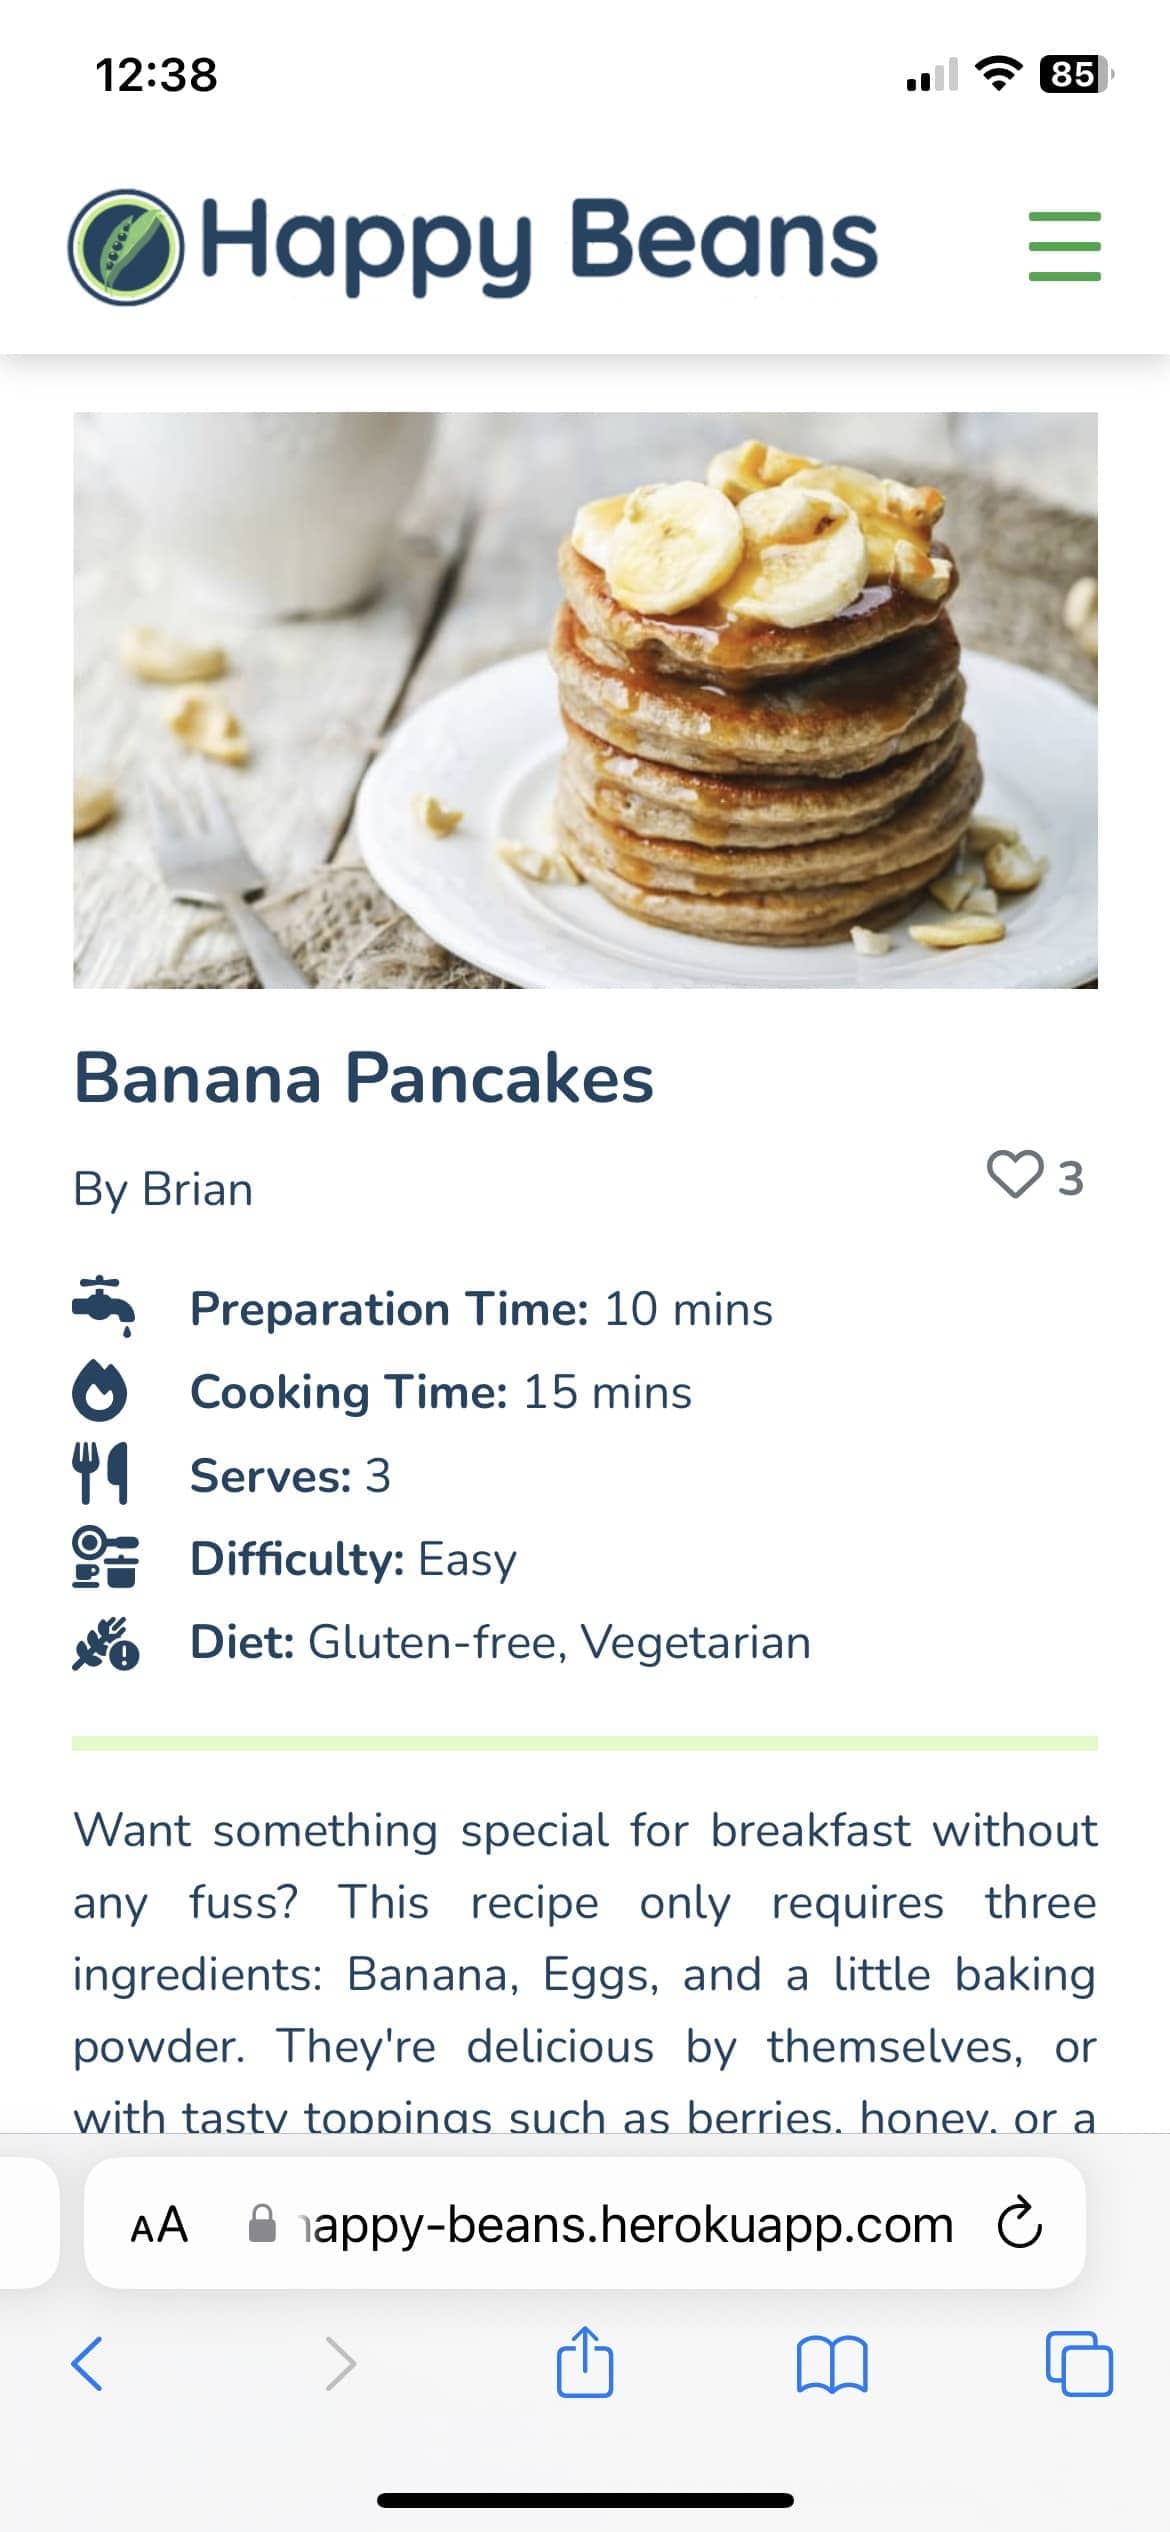 12:38
85
Happy Beans
Banana Pancakes
By Brian
3
Preparation Time: 10 mins
Cooking Time: 15 mins
Serves: 3
Difficulty: Easy
Diet: Gluten-free, Vegetarian
Want something special for breakfast without
any fuss? This recipe only requires three
ingredients: Banana, Eggs, and a little baking
powder. They're delicious by themselves, or
with tasty toppings such as berries, honey, or a
AA
happy-beans.herokuapp.com